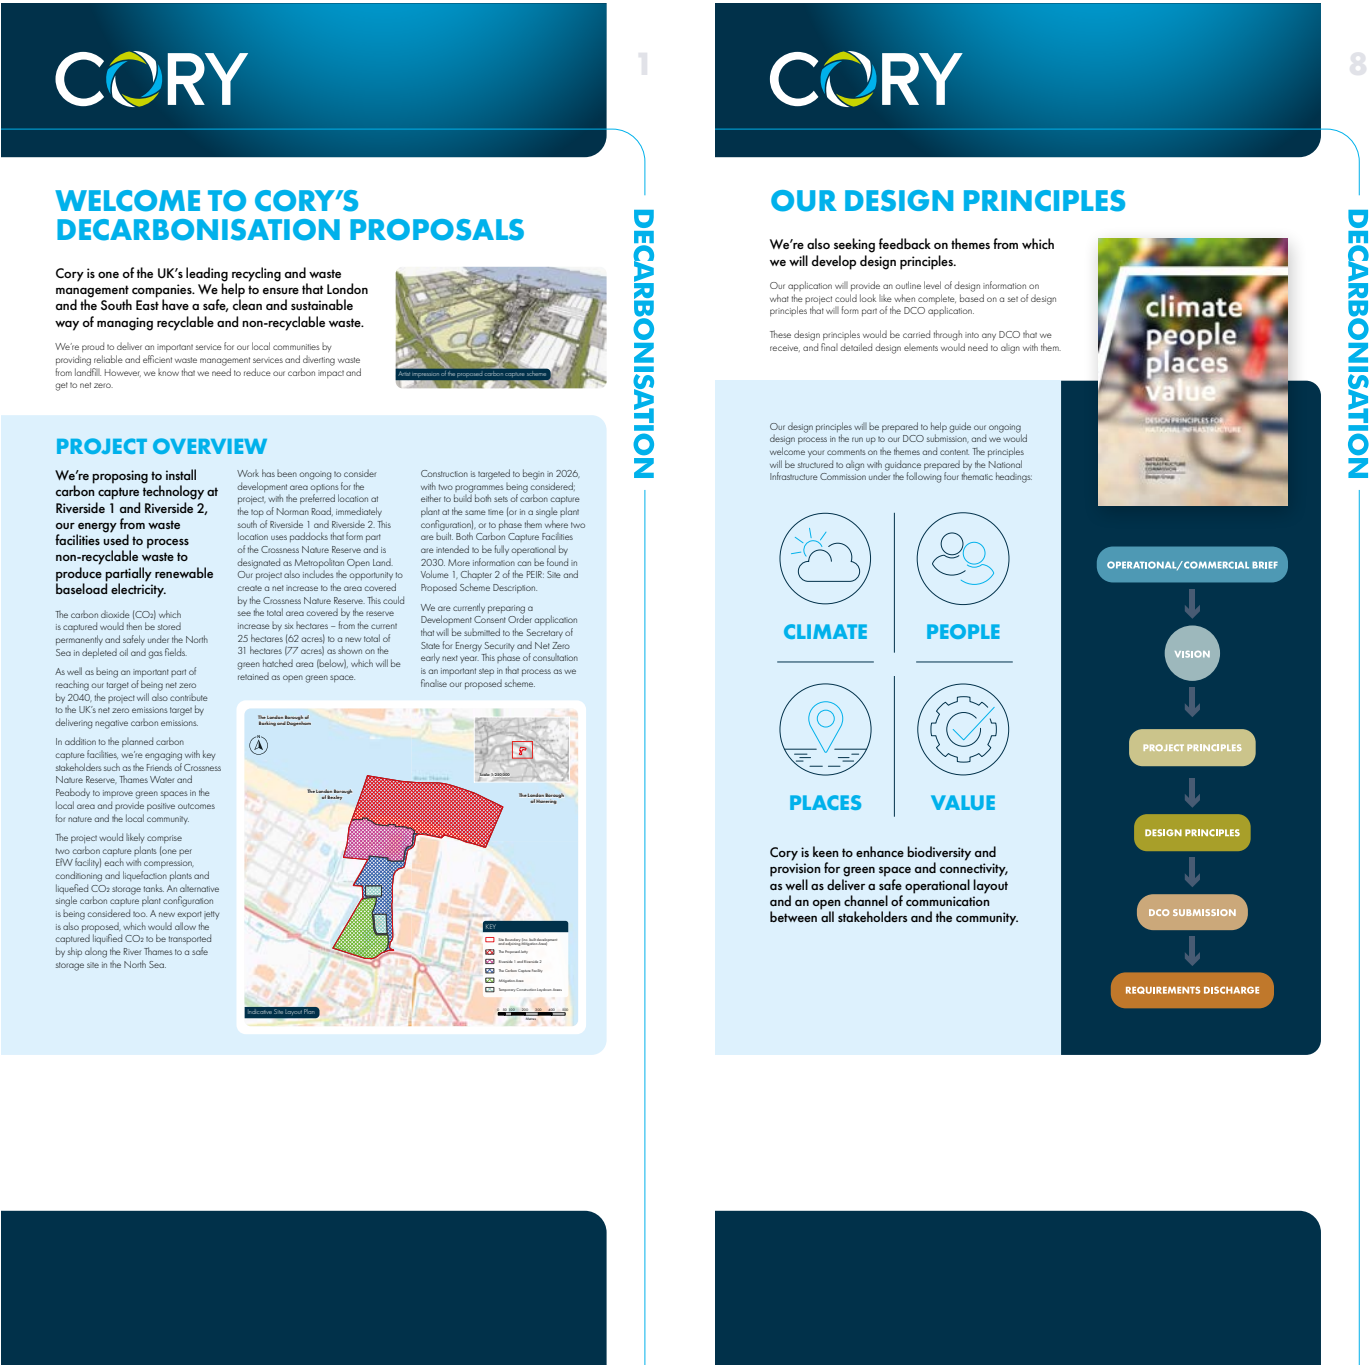 CORY
1
DECARBONISATION
WELCOME TO CORY'S
DECARBONISATION PROPOSALS
Cory is one of the UK's leading recycling and waste
management companies. We help to ensure that London
and the South East have a safe, clean and sustainable
way of managing recyclable and non-recyclable waste.
We're proud to deliver an important service for our local communities by
providing reliable and efficient waste management services and diverting waste
from landfill. However, we know that we need to reduce our carbon impact and
get to net zero.
Artist impression of the proposed carbon capture scheme
PROJECT OVERVIEW
We're proposing to install
carbon capture technology at
Riverside 1 and Riverside 2,
our energy from waste
facilities used to process
non-recyclable waste to
produce partially renewable
baseload electricity.
The carbon dioxide (CO₂) which
is captured would then be stored
permanently and safely under the North
Sea in depleted oil and gas fields.
As well as being an important part of
reaching our target of being net zero
by 2040, the project will also contribute
to the UK's net zero emissions target by
delivering negative carbon emissions.
In addition to the planned carbon
capture facilities, we're engaging with key
stakeholders such as the Friends of Crossness
Nature Reserve, Thames Water and
Peabody to improve green spaces in the
local area and provide positive outcomes
for nature and the local community.
The project would likely comprise
two carbon capture plants (one per
EfW facility) each with compression,
conditioning and liquefaction plants and
liquefied CO₂ storage tanks. An alternative
single carbon capture plant configuration
is being considered too. A new export jetty
is also proposed, which would allow the
captured liquified CO₂ to be transported
by ship along the River Thames to a safe
storage site in the North Sea.
Work has been ongoing to consider
development area options for the
project, with the preferred location at
the top of Norman Road, immediately
south of Riverside 1 and Riverside 2. This
location uses paddocks that form part
of the Crossness Nature Reserve and is
designated as Metropolitan Open Land.
Our project also includes the opportunity to
create a net increase to the area covered
by the Crossness Nature Reserve. This could
see the total area covered by the reserve
increase by six hectares – from the current
25 hectares (62 acres) to a new total of
31 hectares (77 acres) as shown on the
green hatched area (below), which will be
retained as open green space.
Construction is targeted to begin in 2026,
with two programmes being considered;
either to build both sets of carbon capture
plant at the same time (or in a single plant
configuration), or to phase them where two
are built. Both Carbon Capture Facilities
are intended to be fully operational by
2030. More information can be found in
Volume 1, Chapter 2 of the PEIR: Site and
Proposed Scheme Description.
We are currently preparing a
Development Consent Order application
that will be submitted to the Secretary of
State for Energy Security and Net Zero
early next year. This phase of consultation
is an important step in that process as we
finalise our proposed scheme.
The London Borough of
Barking and Dagenham
N
Scale 1:250 000
River Thames
The London Borough
of Bexley
The London Borough
of Havering
KEY
The Proposed Jetty
Riverside 1 and Riverside 2
The Carbon Capture Facility
Mitigation Area
Temporary Construction Laydown Areas
Indicative Site Layout Plan
CORY
8
DECARBONISATION
OUR DESIGN PRINCIPLES
We're also seeking feedback on themes from which
we will develop design principles.
Our application will provide an outline level of design information on
what the project could look like when complete, based on a set of design
principles that will form part of the DCO application.
These design principles would be carried through into any DCO that we
receive, and final detailed design elements would need to align with them.
climate
people
places
value
DESIGN PRINCIPLES FOR
NATIONAL INFRASTRUCTURE
NATIONAL
INFRASTRUCTURE
COMMISSION
Design Group
Our design principles will be prepared to help guide our ongoing
design process in the run up to our DCO submission, and we would
welcome your comments on the themes and content. The principles
will be structured to align with guidance prepared by the National
Infrastructure Commission under the following four thematic headings:
CLIMATE
PEOPLE
PLACES
VALUE
Cory is keen to enhance biodiversity and
provision for green space and connectivity,
as well as deliver a safe operational layout
and an open channel of communication
between all stakeholders and the community.
OPERATIONAL/COMMERCIAL BRIEF
VISION
PROJECT PRINCIPLES
DESIGN PRINCIPLES
DCO SUBMISSION
REQUIREMENTS DISCHARGE